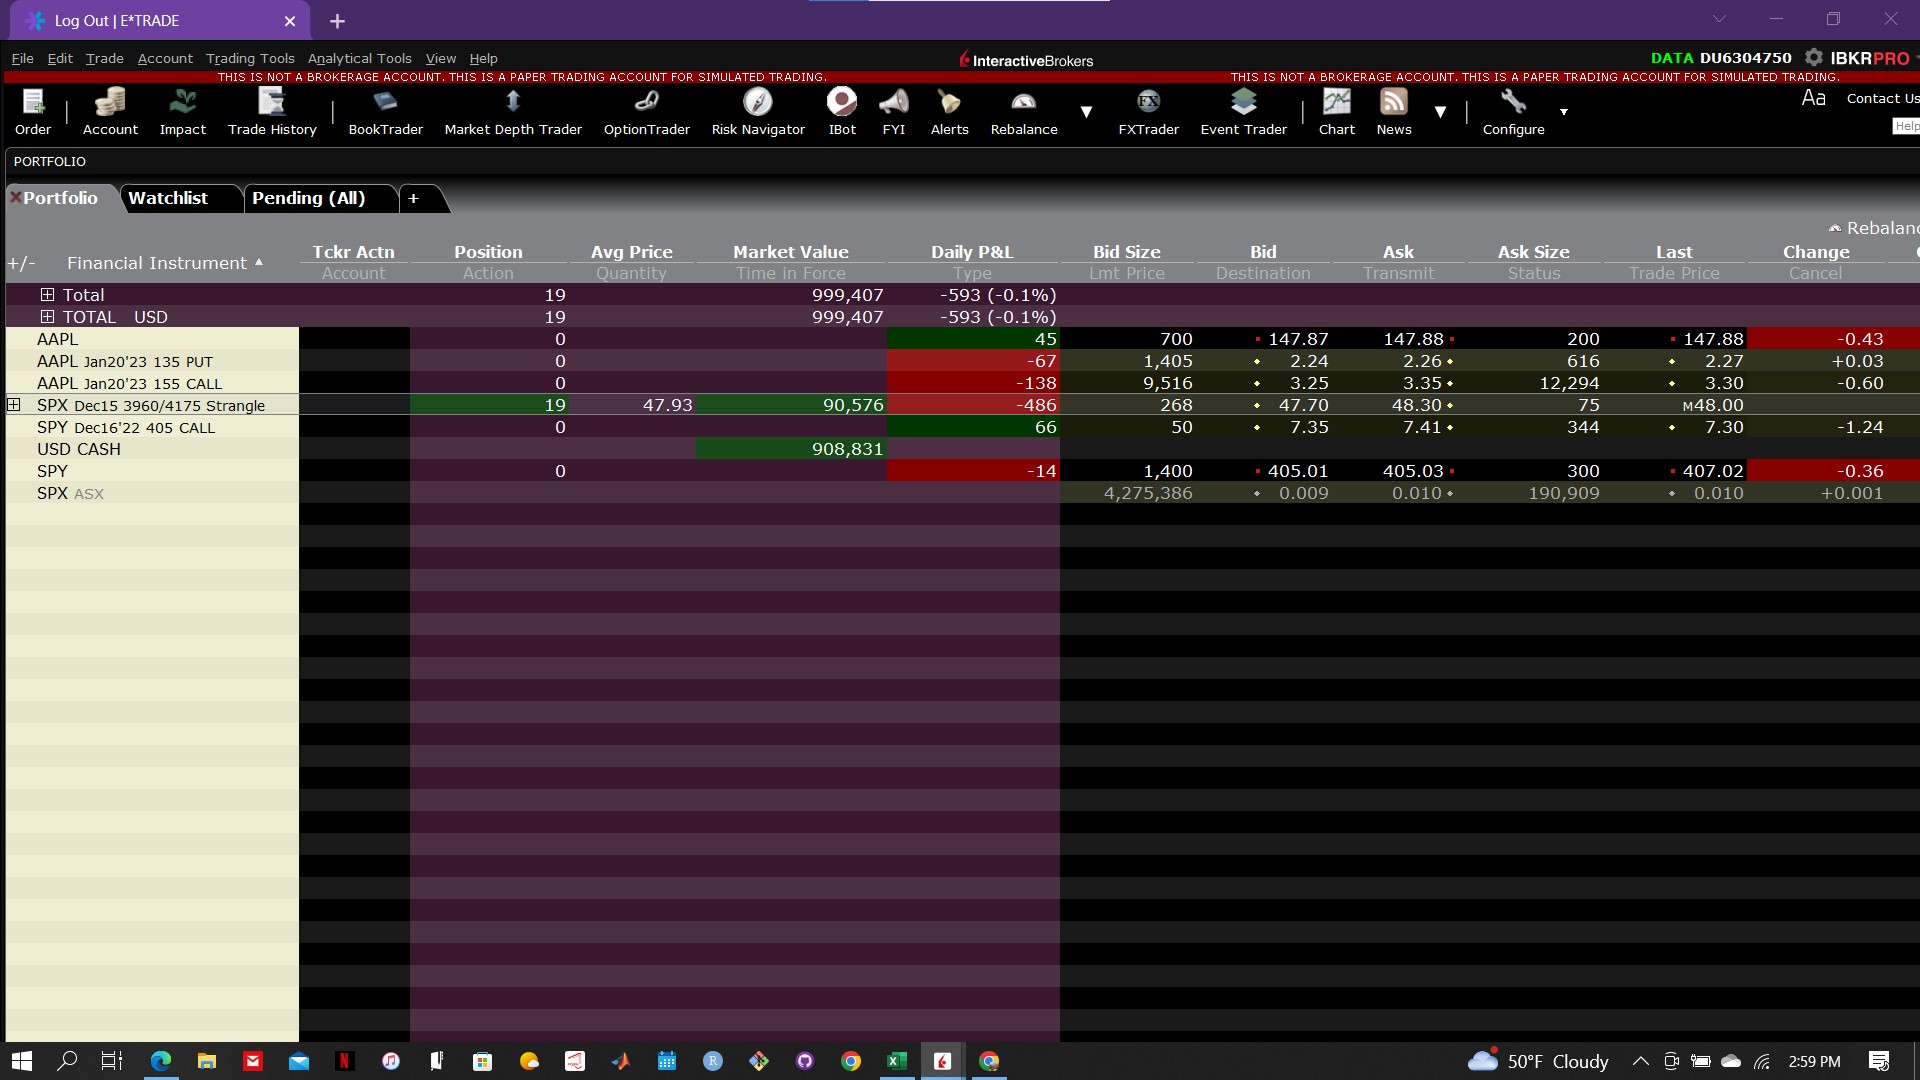 Log Out | E*TRADE
File Edit Trade Account Trading Tools Analytical Tools View Help InteractiveBrokers DATA DU6304750 IBKRPRO
THIS IS NOT A BROKERAGE ACCOUNT. THIS IS A PAPER TRADING ACCOUNT FOR SIMULATED TRADING. THIS IS NOT A BROKERAGE ACCOUNT. THIS IS A PAPER TRADING ACCOUNT FOR SIMULATED TRADING.
FX Aa Contact Us
Order Account Impact Trade History BookTrader Market Depth Trader OptionTrader Risk Navigator IBot FYI Alerts Rebalance FXTrader Event Trader Chart News Configure Help
PORTFOLIO
Portfolio Watchlist Pending (All) +
Rebalanc
Tckr Actn Position Avg Price Market Value Daily P&L Bid Size Bid Ask Ask Size Last Change
+/- Financial Instrument
Account Action Quantity Time in Force Type Lmt Price Destination Transmit Status Trade Price Cancel
Total 19 999,407 -593 (-0.1%)
TOTAL USD 19 999,407 -593 (-0.1%)
AAPL 0 45 700 147.87 147.88 200 147.88 -0.43
AAPL Jan20'23 135 PUT 0 -67 1,405 2.24 2.26 616 2.27 +0.03
AAPL Jan20'23 155 CALL 0 -138 9,516 3.25 3.35 12,294 3.30 -0.60
SPX Dec15 3960/4175 Strangle 19 47.93 90,576 -486 268 47.70 48.30 75 M48.00
SPY Dec16'22 405 CALL 0 66 50 7.35 7.41 344 7.30 -1.24
USD CASH 908,831
SPY 0 -14 1,400 405.01 405.03 300 407.02 -0.36
SPX ASX 4,275,386 0.009 0.010 190,909 0.010 +0.001
50°F Cloudy 2:59 PM